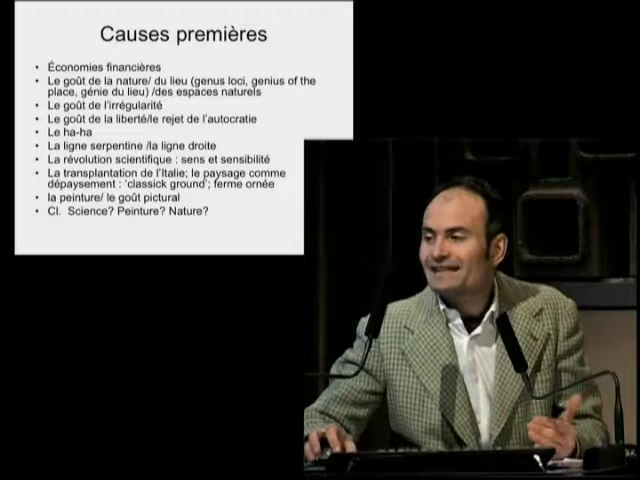 Causes premières
• Économies financières
• Le goût de la nature/ du lieu (genus loci, genius of the
place, génie du lieu) /des espaces naturels
• Le goût de l'irrégularité
• Le goût de la liberté/le rejet de l'autocratie
• Le ha-ha
• La ligne serpentine /la ligne droite
• La révolution scientifique : sens et sensibilité
• La transplantation de l'Italie; le paysage comme
dépaysement : 'classick ground'; ferme ornée
• la peinture/ le goût pictural
• Cl. Science? Peinture? Nature?